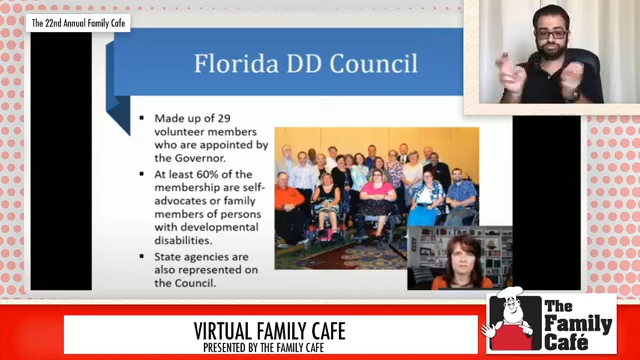 The 22nd Annual Family Cafe
Florida DD Council
▪ Made up of 29
volunteer members
who are appointed by
the Governor.
▪ At least 60% of the
membership are self-
advocates or family
members of persons
with developmental
disabilities.
▪ State agencies are
also represented on
the Council.
VIRTUAL FAMILY CAFE
PRESENTED BY THE FAMILY CAFE
The
Family
Café